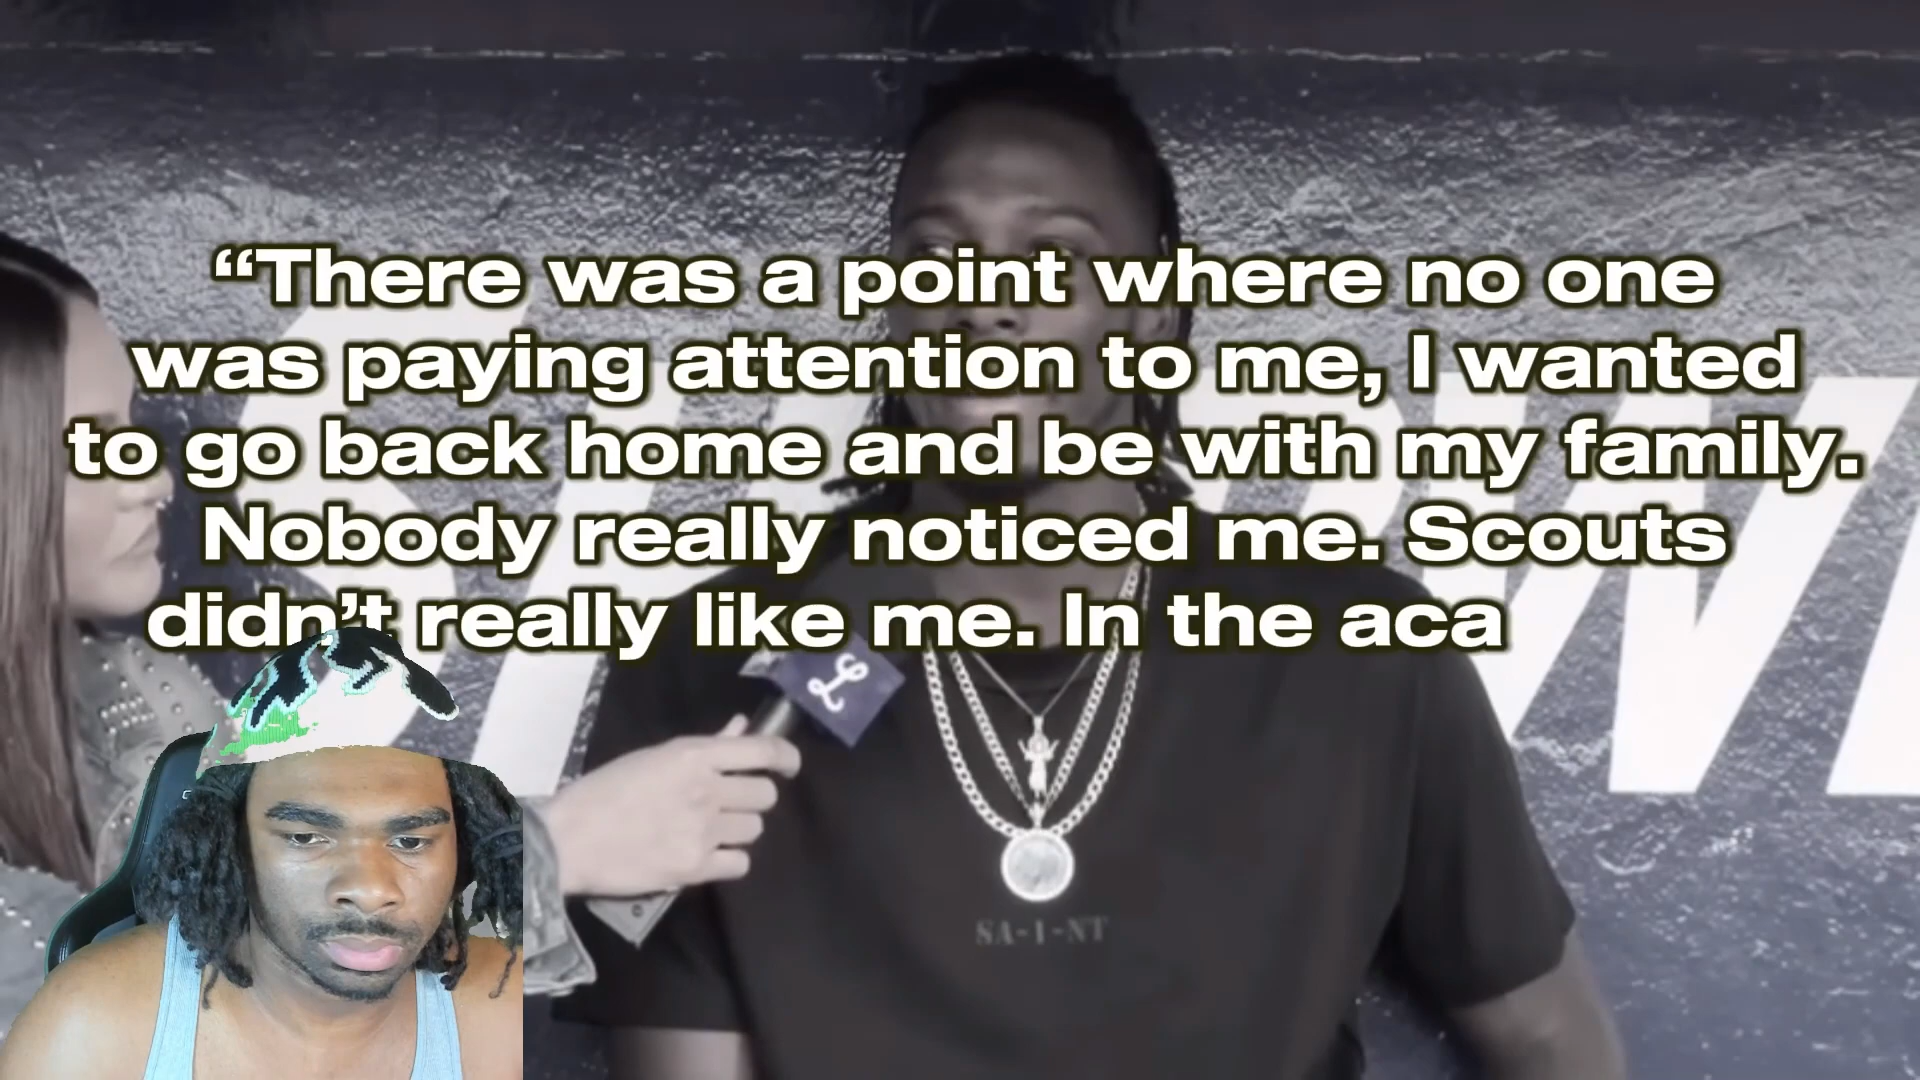 “There was a point where no one
was paying attention to me, I wanted
to go back home and be with my family.
Nobody really noticed me. Scouts
didn’t really like me. In the aca
SA-1-NT